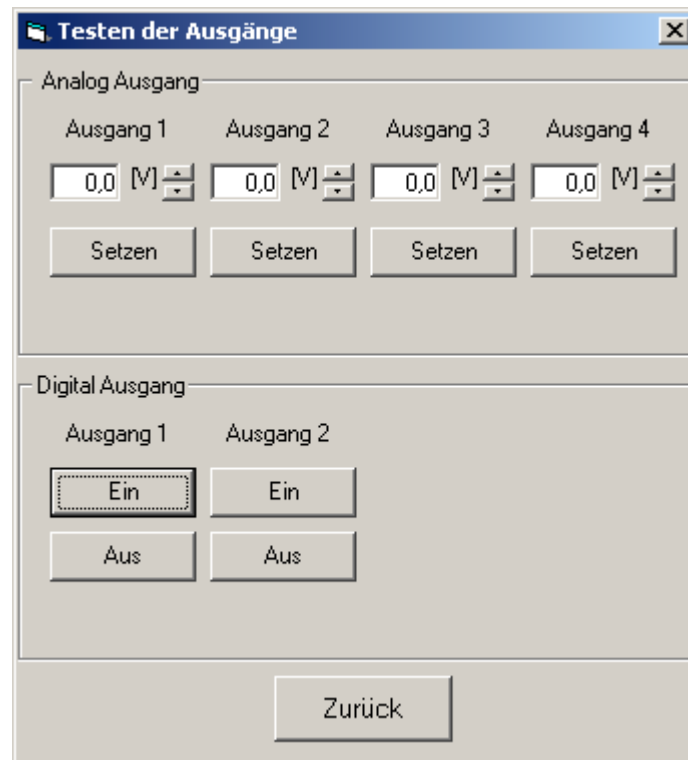 Testen der Ausgänge
Analog Ausgang
Ausgang 1 Ausgang 2 Ausgang 3 Ausgang 4
0,0 [V] 0,0 [V] 0,0 [V] 0,0 [V]
Setzen Setzen Setzen Setzen
Digital Ausgang
Ausgang 1 Ausgang 2
Ein Ein
Aus Aus
Zurück